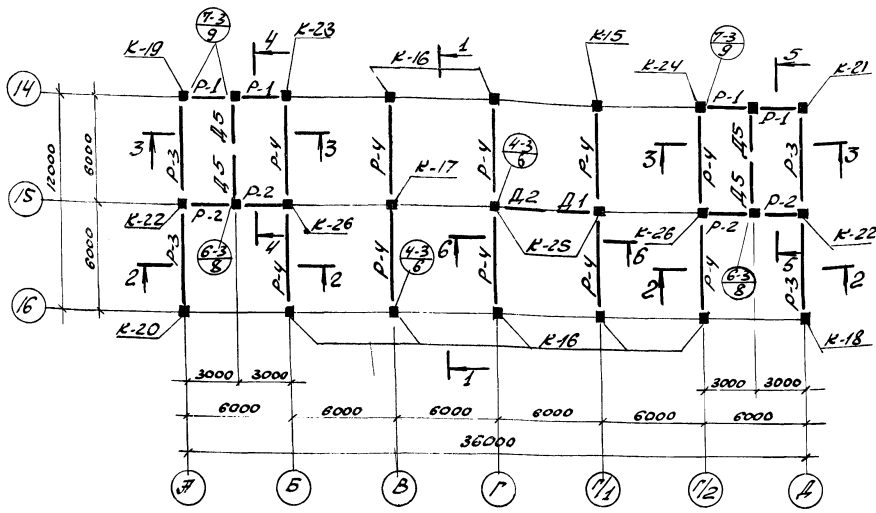 7-3
9
4
К-23
К-19
1
К-16
К-15
К-24
7-3
9
5
К-21
14
Р-1
Р-1
Р-1
Р-1
3
3
3
3
12000
6000
Р-3
Д5
Р-4
Р-4
Р-4
Р-4
Р-4
Д5
Р-3
4-3
6
К-17
Д5
Д5
15
Р-2
Р-2
Д2
Д1
Р-2
Р-2
К-22
К-26
К-25
К-26
К-22
6-3
8
4
4-3
6
6
6
6-3
8
5
6000
Р-3
Р-4
Р-4
Р-4
Р-4
Р-4
Р-3
2
2
2
2
16
К-20
К-16
К-18
1
3000
3000
3000
3000
6000
6000
6000
6000
6000
6000
36000
А
Б
В
Г
Г/1
Г/2
Д